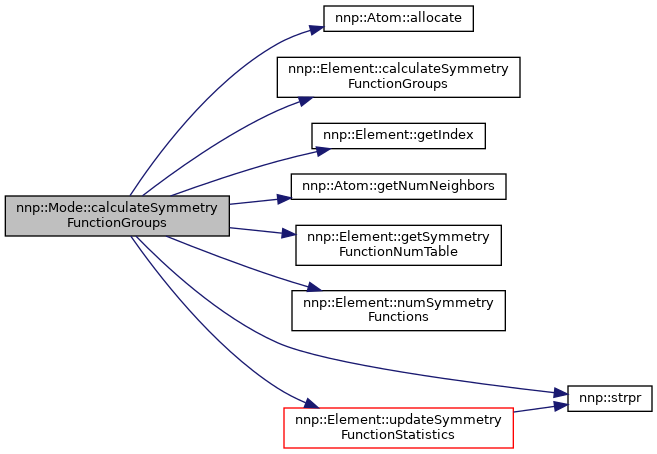 nnp::Atom::allocate
nnp::Element::calculateSymmetry
FunctionGroups
nnp::Element::getIndex
nnp::Mode::calculateSymmetry
FunctionGroups
nnp::Atom::getNumNeighbors
nnp::Element::getSymmetry
FunctionNumTable
nnp::Element::numSymmetry
Functions
nnp::strpr
nnp::Element::updateSymmetry
FunctionStatistics